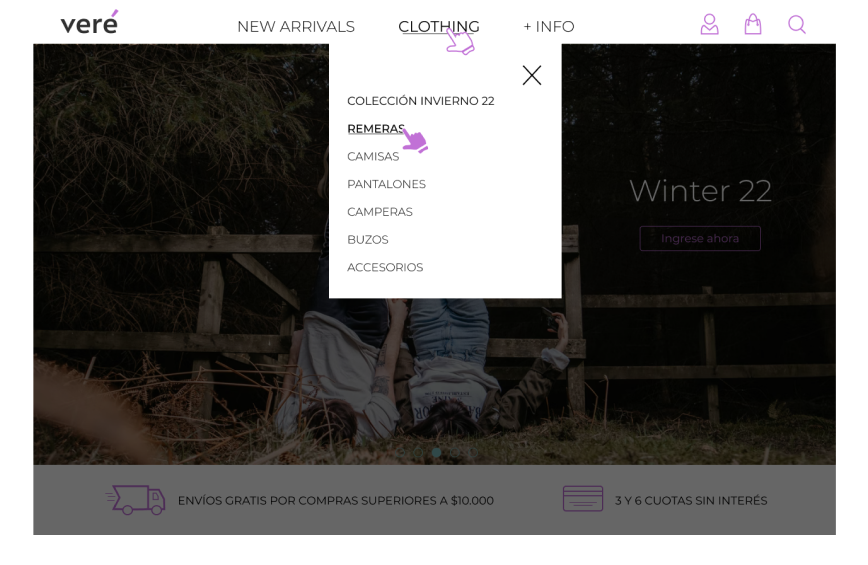 veré
NEW ARRIVALS
CLOTHING
+ INFO
COLECCIÓN INVIERNO 22
REMERAS
CAMISAS
PANTALONES
CAMPERAS
BUZOS
ACCESORIOS
Winter 22
Ingrese ahora
ENVÍOS GRATIS POR COMPRAS SUPERIORES A $10.000
3 Y 6 CUOTAS SIN INTERÉS